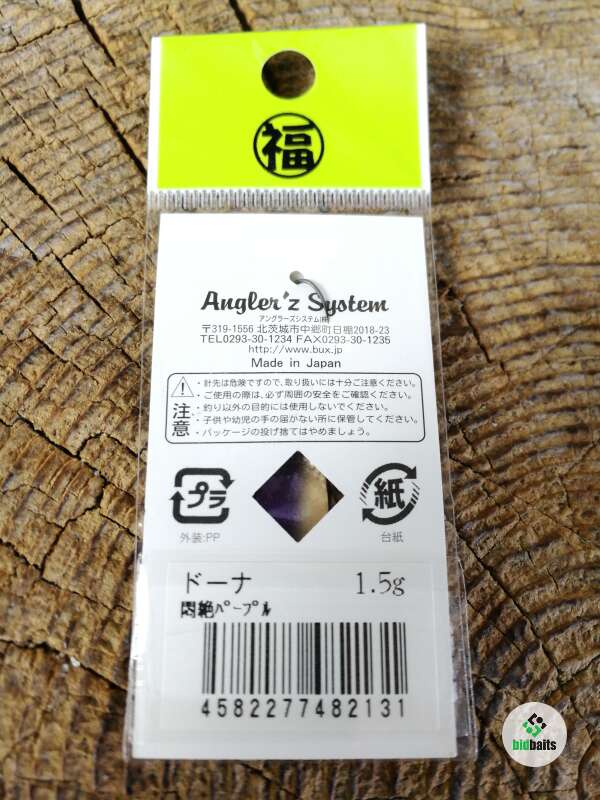 福
Angler'z System
アングラーズシステム(株)
〒319-1556 北茨城市中郷町日棚2018-23
TEL0293-30-1234 FAX0293-30-1235
http://www.bux.jp
Made in Japan
注意
・針先は危険ですので、取り扱いには十分ご注意ください。
・ご使用の際は、必ず周囲の安全をご確認ください。
・釣り以外の目的には使用しないでください。
・子供や幼児の手の届かない所に保管してください。
・パッケージの投げ捨てはやめましょう。
プラ
紙
外装:PP
台紙
ドーナ 1.5g
悶絶パープル
4582277482131
bidbaits